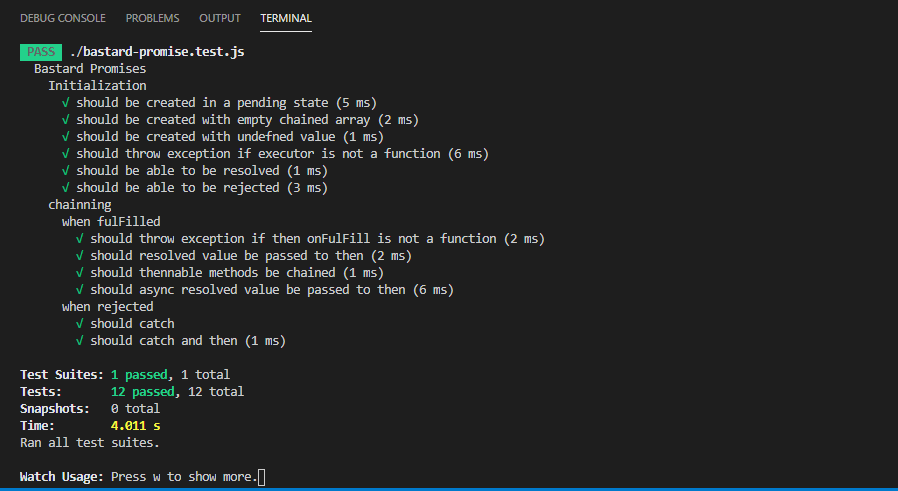 DEBUG CONSOLE PROBLEMS OUTPUT TERMINAL
PASS ./bastard-promise.test.js
Bastard Promises
Initialization
√ should be created in a pending state (5 ms)
√ should be created with empty chained array (2 ms)
√ should be created with undefned value (1 ms)
√ should throw exception if executor is not a function (6 ms)
√ should be able to be resolved (1 ms)
√ should be able to be rejected (3 ms)
chainning
when fulFilled
√ should throw exception if then onFulFill is not a function (2 ms)
√ should resolved value be passed to then (2 ms)
√ should thennable methods be chained (1 ms)
√ should async resolved value be passed to then (6 ms)
when rejected
√ should catch
√ should catch and then (1 ms)
Test Suites: 1 passed, 1 total
Tests: 12 passed, 12 total
Snapshots: 0 total
Time: 4.011 s
Ran all test suites.
Watch Usage: Press w to show more.